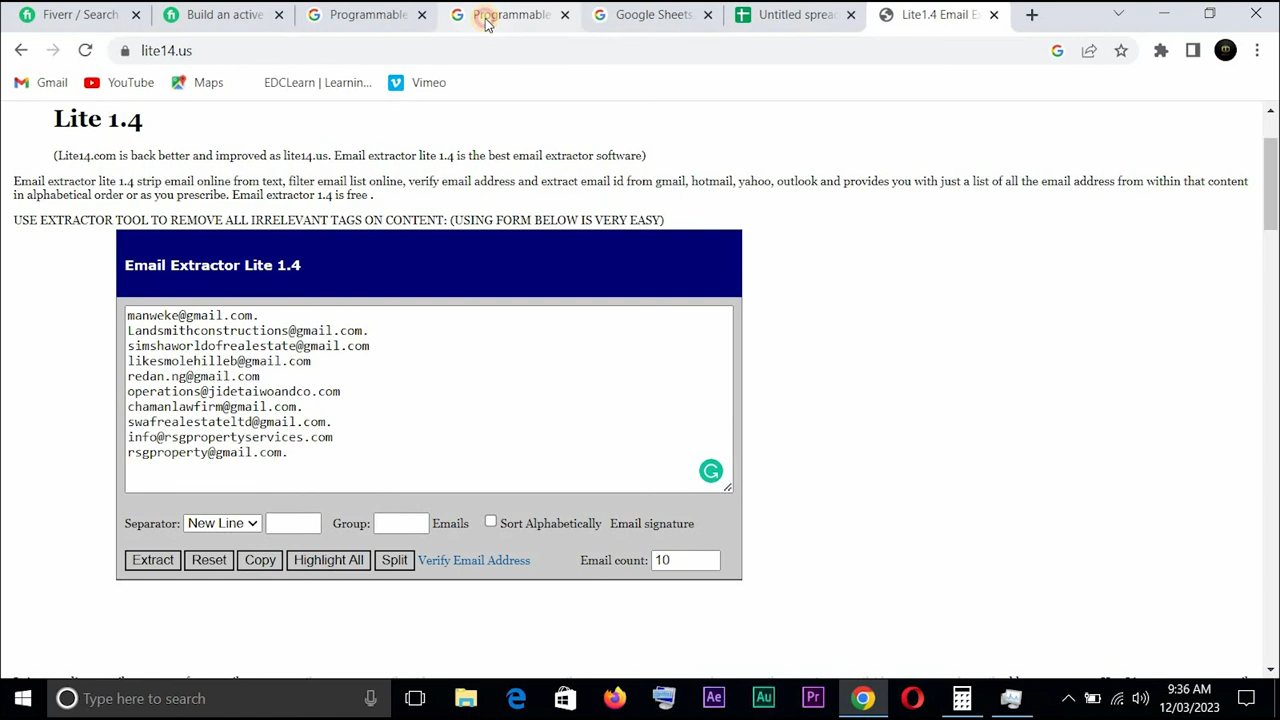 Fiverr / Search
Build an active
Programmable
Programmable
Google Sheets
Untitled sprea
Lite1.4 Email E
lite14.us
Gmail
YouTube
Maps
EDCLearn | Learnin...
Vimeo
Lite 1.4
(Lite14.com is back better and improved as lite14.us. Email extractor lite 1.4 is the best email extractor software)
Email extractor lite 1.4 strip email online from text, filter email list online, verify email address and extract email id from gmail, hotmail, yahoo, outlook and provides you with just a list of all the email address from within that content
in alphabetical order or as you prescribe. Email extractor 1.4 is free .
USE EXTRACTOR TOOL TO REMOVE ALL IRRELEVANT TAGS ON CONTENT: (USING FORM BELOW IS VERY EASY)
Email Extractor Lite 1.4
manweke@gmail.com.
Landsmithconstructions@gmail.com.
simshaworldofrealestate@gmail.com
likesmolehilleb@gmail.com
redan.ng@gmail.com
operations@jidetaiwoandco.com
chamanlawfirm@gmail.com.
swafrealestateltd@gmail.com.
info@rsgpropertyservices.com
rsgproperty@gmail.com.
Separator: New Line Group: Emails Sort Alphabetically Email signature
Extract Reset Copy Highlight All Split Verify Email Address Email count: 10
Type here to search
Ae
Au
Pr
9:36 AM
12/03/2023